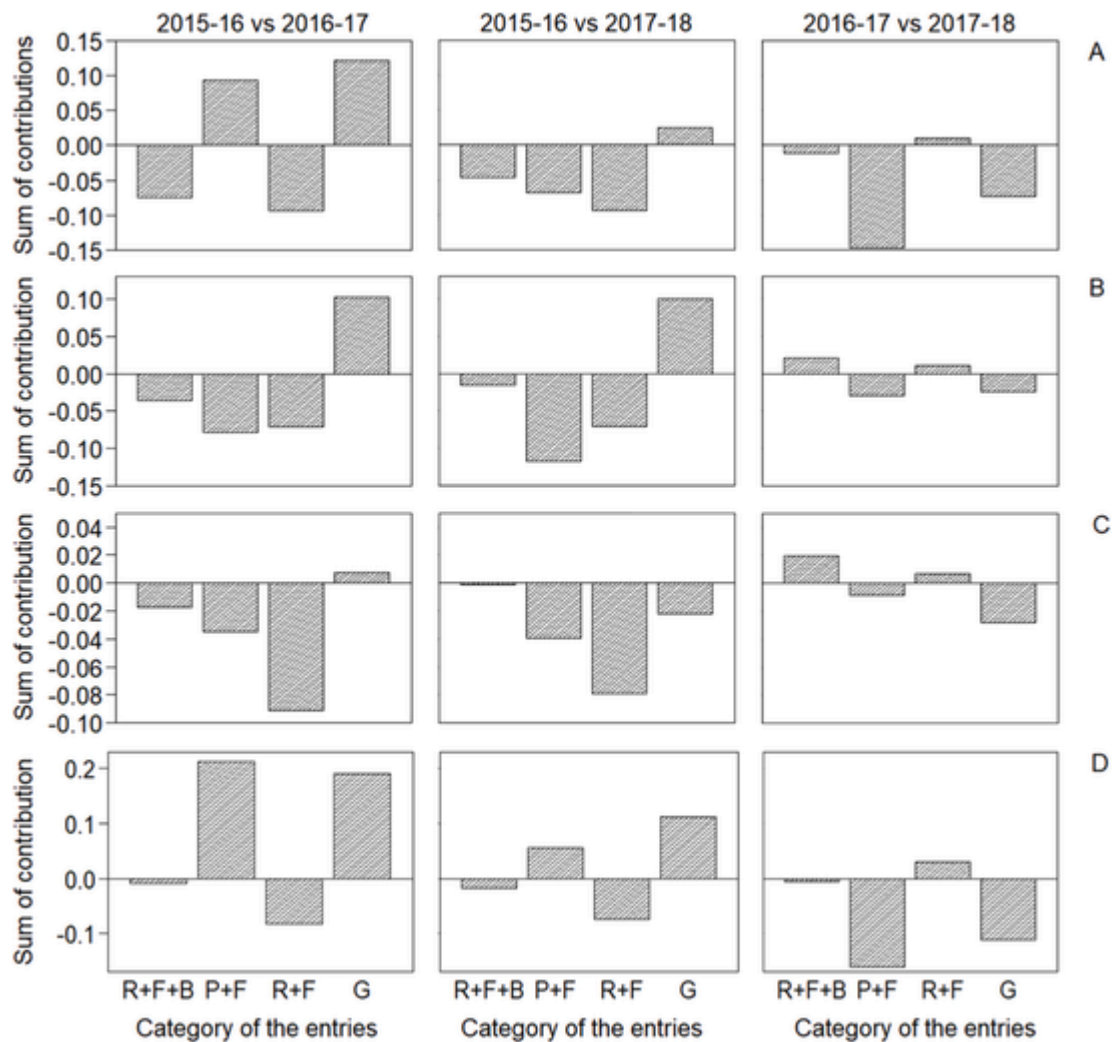 2015-16 vs 2016-17 2015-16 vs 2017-18 2016-17 vs 2017-18
A
Sum of contributions
0.15
0.10
0.05
0.00
-0.05
-0.10
-0.15
B
Sum of contribution
0.10
0.05
0.00
-0.05
-0.10
-0.15
C
Sum of contribution
0.04
0.02
0.00
-0.02
-0.04
-0.06
-0.08
-0.10
D
Sum of contribution
0.2
0.1
0.0
-0.1
R+F+B P+F R+F G R+F+B P+F R+F G R+F+B P+F R+F G
Category of the entries Category of the entries Category of the entries